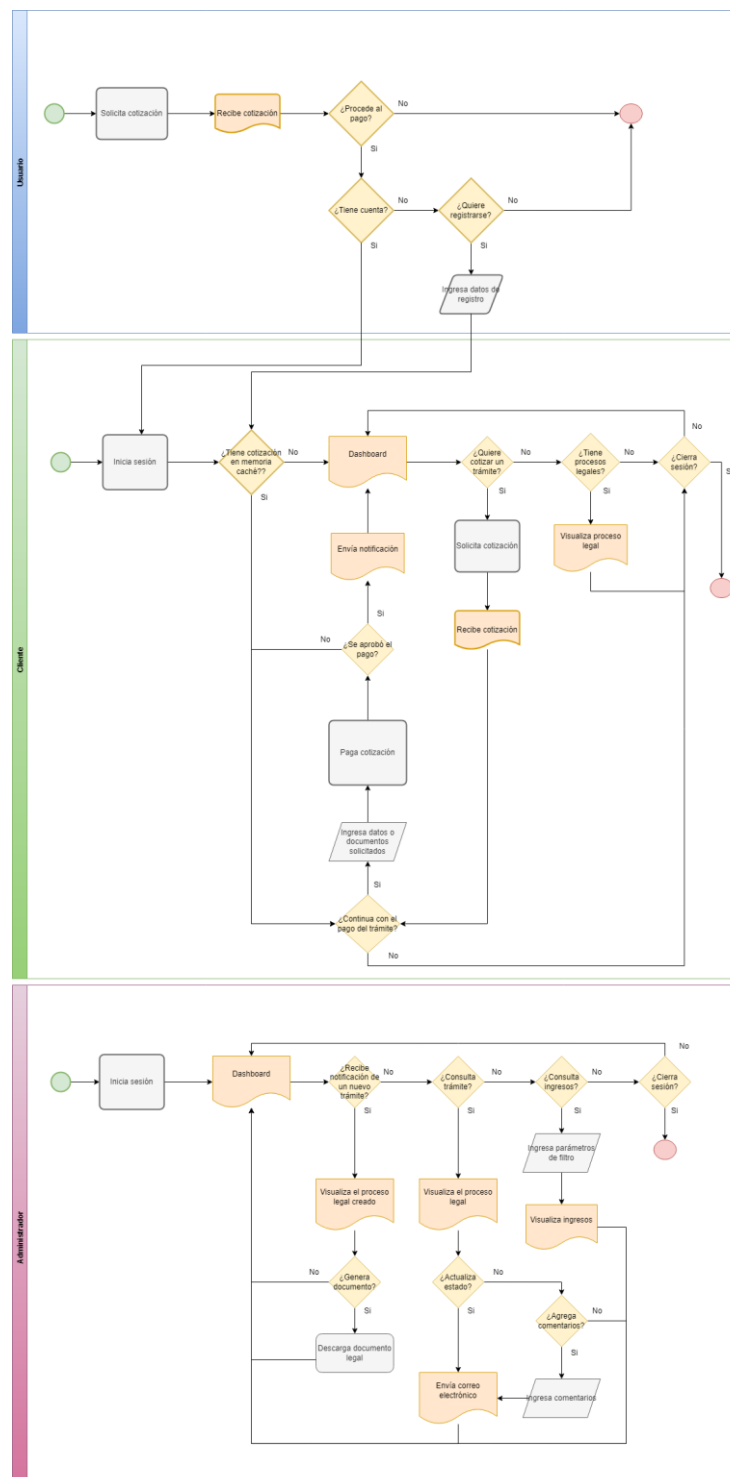 Usuario
Solicita cotización
Recibe cotización
¿Procede al
pago?
No
Si
¿Tiene cuenta?
No
¿Quiere
registrarse?
No
Si
Si
Ingresa datos de
registro
Cliente
Inicia sesión
¿Tiene cotización
en memoria
caché??
No
Si
Dashboard
¿Quiere
cotizar un
trámite?
No
Si
¿Tiene
procesos
legales?
No
Si
No
¿Cierra
sesión?
S
Envía notificación
Solicita cotización
Visualiza proceso
legal
Si
No
¿Se aprobó el
pago?
Recibe cotización
Paga cotización
Ingresa datos o
documentos
solicitados
Si
¿Continua con el
pago del trámite?
No
Administrador
Inicia sesión
Dashboard
¿Recibe
notificación de
un nuevo
trámite?
No
Si
¿Consulta
trámite?
No
Si
¿Consulta
ingresos?
No
Si
No
¿Cierra
sesión?
Si
Ingresa parámetros
de filtro
Visualiza el proceso
legal creado
Visualiza el proceso
legal
Visualiza ingresos
No
¿Genera
documento?
Si
¿Actualiza
estado?
No
Si
¿Agrega
comentarios?
No
Si
Descarga documento
legal
Envía correo
electrónico
Ingresa comentarios